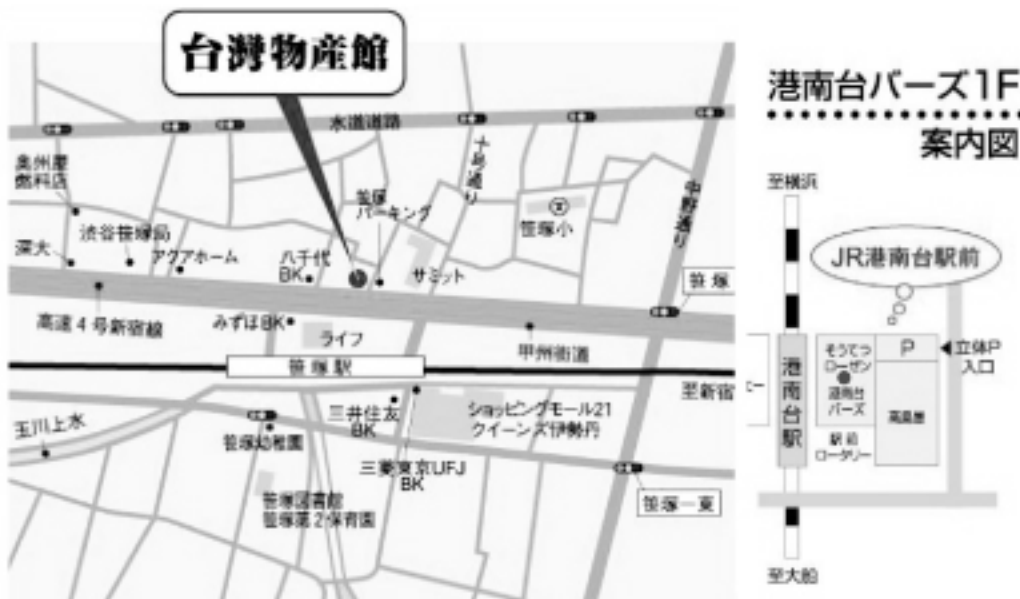 台灣物産館
水道道路
十号通り
中野通り
奥州屋
燃料店
渋谷笹塚局
深大
アクアホーム
八千代
BK
笹塚
パーキング
サミット
笹塚小
笹塚
高速4号新宿線
みずほBK
ライフ
甲州街道
笹塚駅
至新宿
玉川上水
笹塚幼稚園
三井住友
BK
ショッピングモール21
クイーンズ伊勢丹
三菱東京UFJ
BK
笹塚図書館
笹塚第2保育園
笹塚一東
港南台バーズ1F
案内図
至横浜
JR港南台駅前
港南台駅
そうてつ
ローゼン
港南台
バーズ
P
立体P
入口
高島屋
駅前
ロータリー
至大船